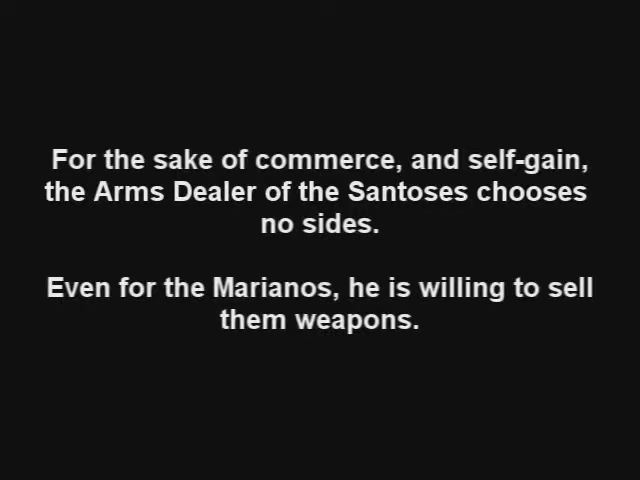 For the sake of commerce, and self-gain,
the Arms Dealer of the Santoses chooses
no sides.
Even for the Marianos, he is willing to sell
them weapons.